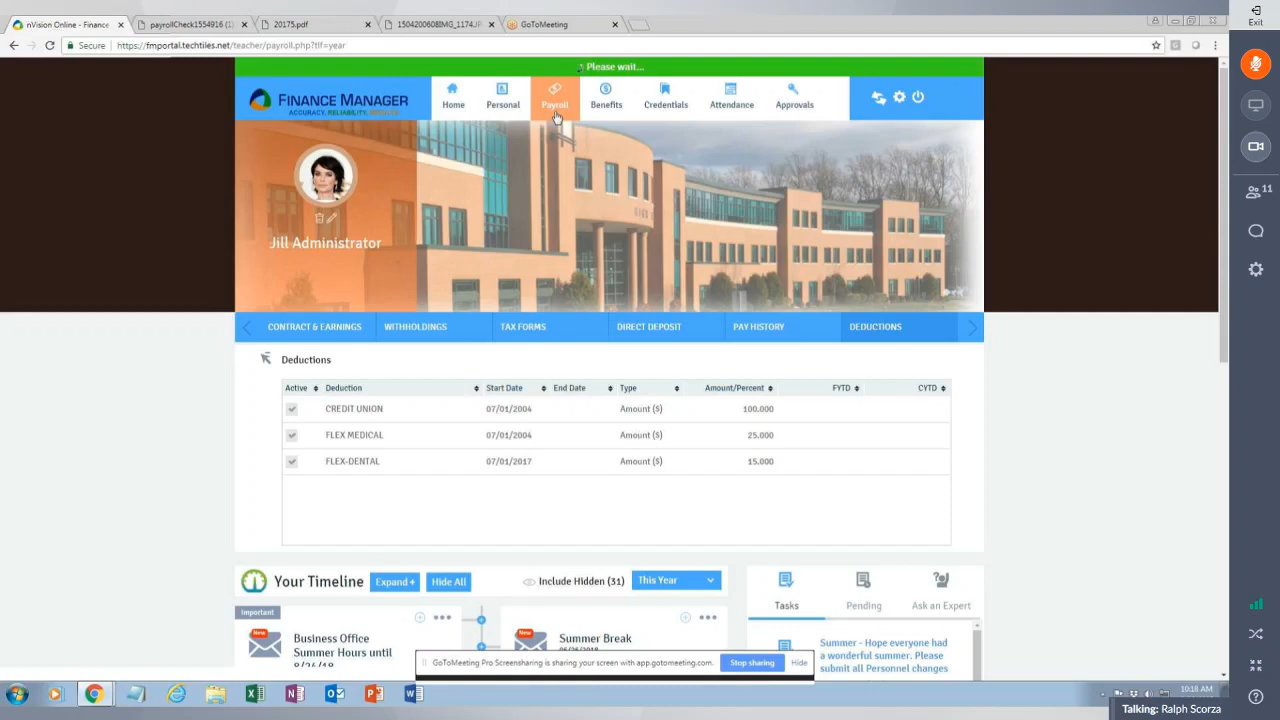 nVision Online - Finance
payrollCheck1554916 (1)
20175.pdf
1504200608IMG_1174.JP
GoToMeeting
Exit
Secure
https://fmportal.techtiles.net/teacher/payroll.php?tlf=year
Please wait...
FINANCE MANAGER
ACCURACY, RELIABILITY,
Home
Personal
Payroll
Benefits
Credentials
Attendance
Approvals
11
Jill Administrator
CONTRACT & EARNINGS
WITHHOLDINGS
TAX FORMS
DIRECT DEPOSIT
PAY HISTORY
DEDUCTIONS
Deductions
Active Deduction Start Date End Date Type Amount/Percent FYTD CYTD
CREDIT UNION 07/01/2004 Amount ($) 100.000
FLEX MEDICAL 07/01/2004 Amount ($) 25.000
FLEX-DENTAL 07/01/2017 Amount ($) 15.000
Your Timeline
Expand +
Hide All
Include Hidden (31)
This Year
Tasks
Pending
Ask an Expert
Important
New
Business Office
Summer Hours until
8/24/18
New
Summer Break
Summer - Hope everyone had
a wonderful summer. Please
submit all Personnel changes
GoToMeeting Pro Screensharing is sharing your screen with app.gotomeeting.com.
Stop sharing
Hide
10:18 AM
Talking: Ralph Scorza